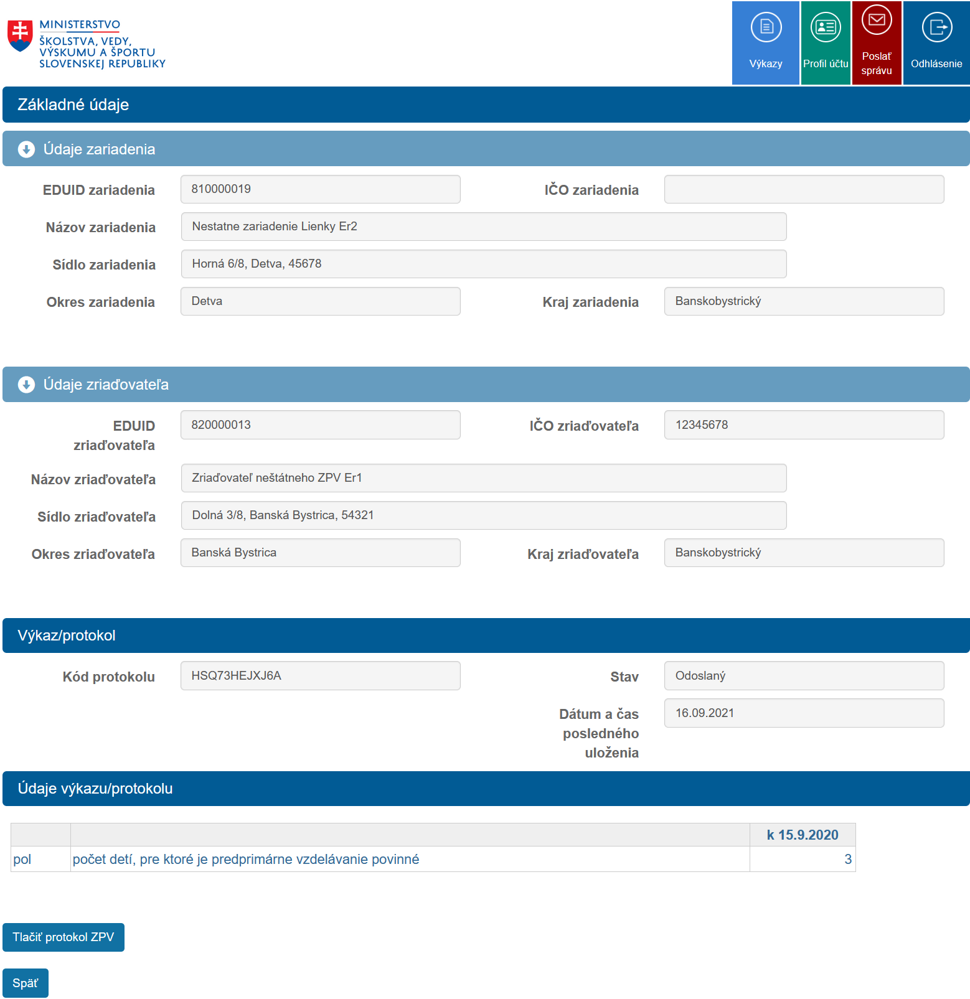 MINISTERSTVO
ŠKOLSTVA, VEDY,
VÝSKUMU A ŠPORTU
SLOVENSKEJ REPUBLIKY
Výkazy
Profil účtu
Poslať
správu
Odhlásenie
Základné údaje
Údaje zariadenia
EDUID zariadenia 810000019 IČO zariadenia
Názov zariadenia Nestatne zariadenie Lienky Er2
Sídlo zariadenia Horná 6/8, Detva, 45678
Okres zariadenia Detva Kraj zariadenia Banskobystrický
Údaje zriaďovateľa
EDUID
zriaďovateľa 820000013 IČO zriaďovateľa 12345678
Názov zriaďovateľa Zriaďovateľ neštátneho ZPV Er1
Sídlo zriaďovateľa Dolná 3/8, Banská Bystrica, 54321
Okres zriaďovateľa Banská Bystrica Kraj zriaďovateľa Banskobystrický
Výkaz/protokol
Kód protokolu HSQ73HEJXJ6A Stav Odoslaný
Dátum a čas
posledného
uloženia 16.09.2021
Údaje výkazu/protokolu
k 15.9.2020
pol počet detí, pre ktoré je predprimárne vzdelávanie povinné 3
Tlačiť protokol ZPV
Späť